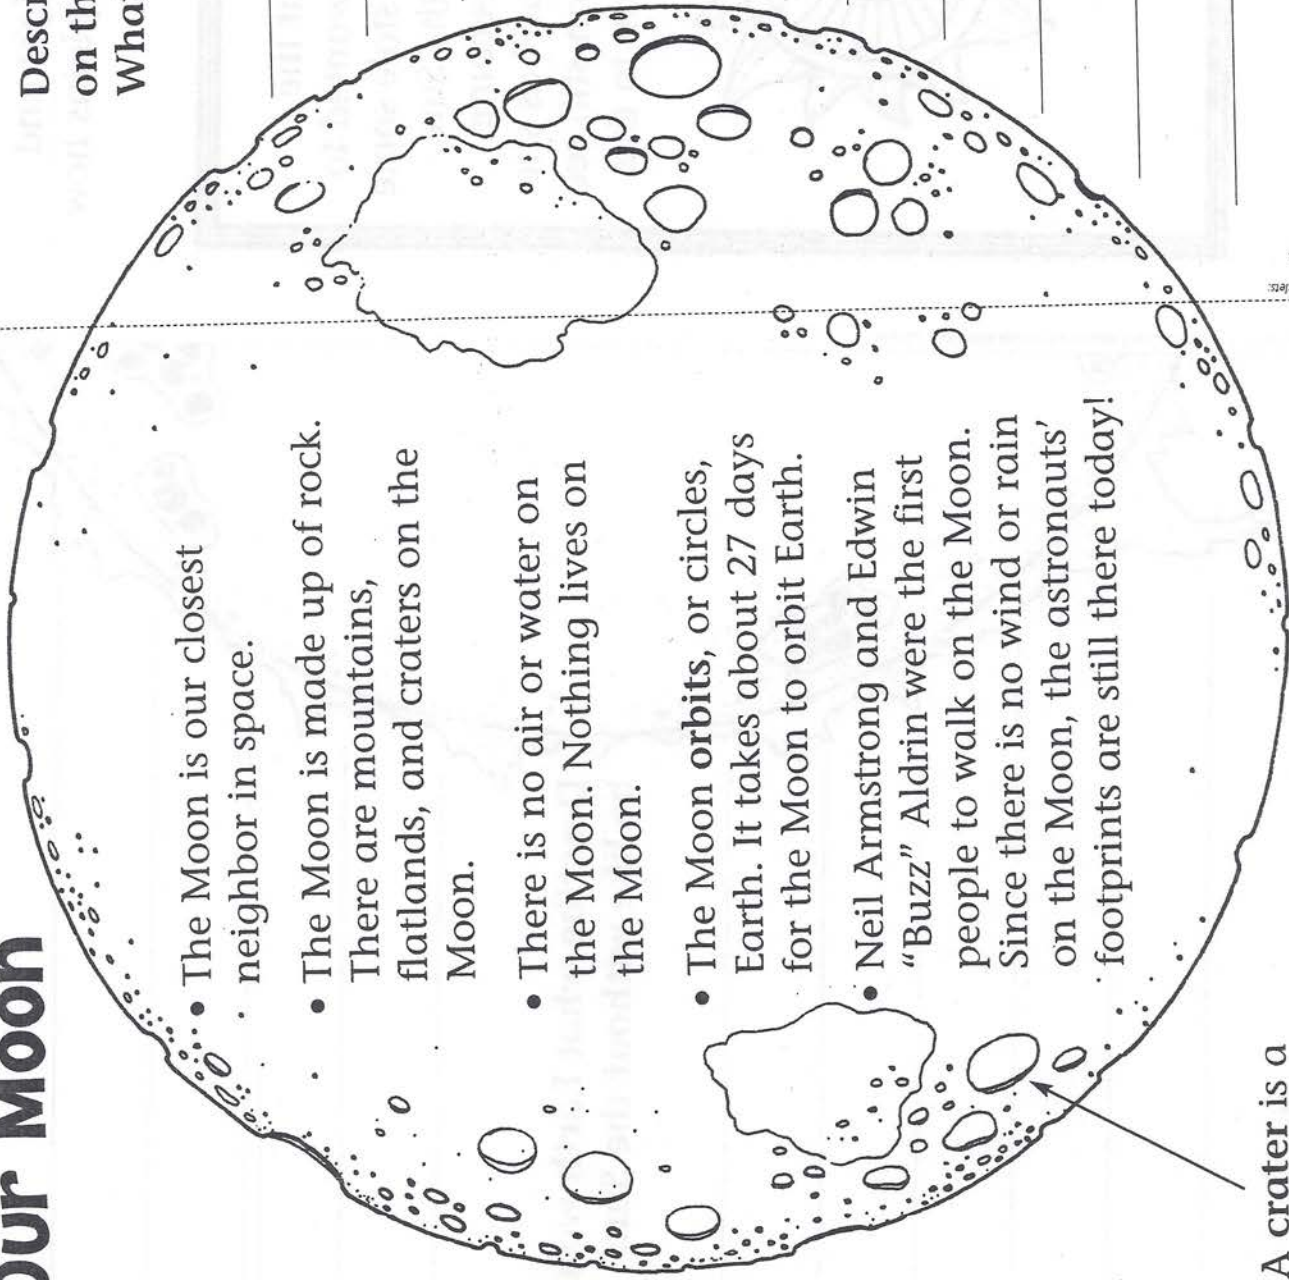 Our Moon
• The Moon is our closest
neighbor in space.
• The Moon is made up of rock.
There are mountains,
flatlands, and craters on the
Moon.
• There is no air or water on
the Moon. Nothing lives on
the Moon.
• The Moon orbits, or circles,
Earth. It takes about 27 days
for the Moon to orbit Earth.
• Neil Armstrong and Edwin
“Buzz” Aldrin were the first
people to walk on the Moon.
Since there is no wind or rain
on the Moon, the astronauts’
footprints are still there today!
A crater is a
Descr
on th
What